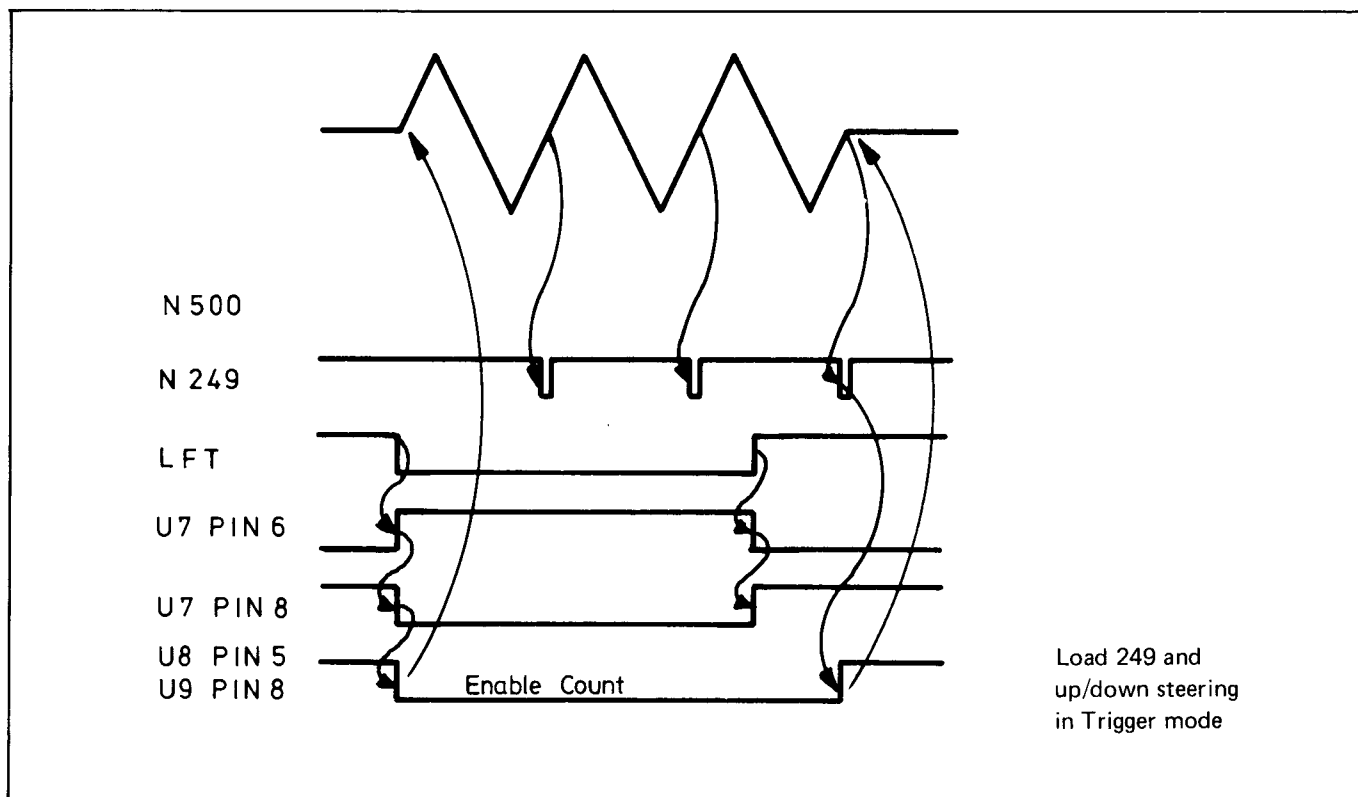 N 500
N 249
LFT
U7 PIN 6
U7 PIN 8
U8 PIN 5
U9 PIN 8
Enable Count
Load 249 and
up/down steering
in Trigger mode